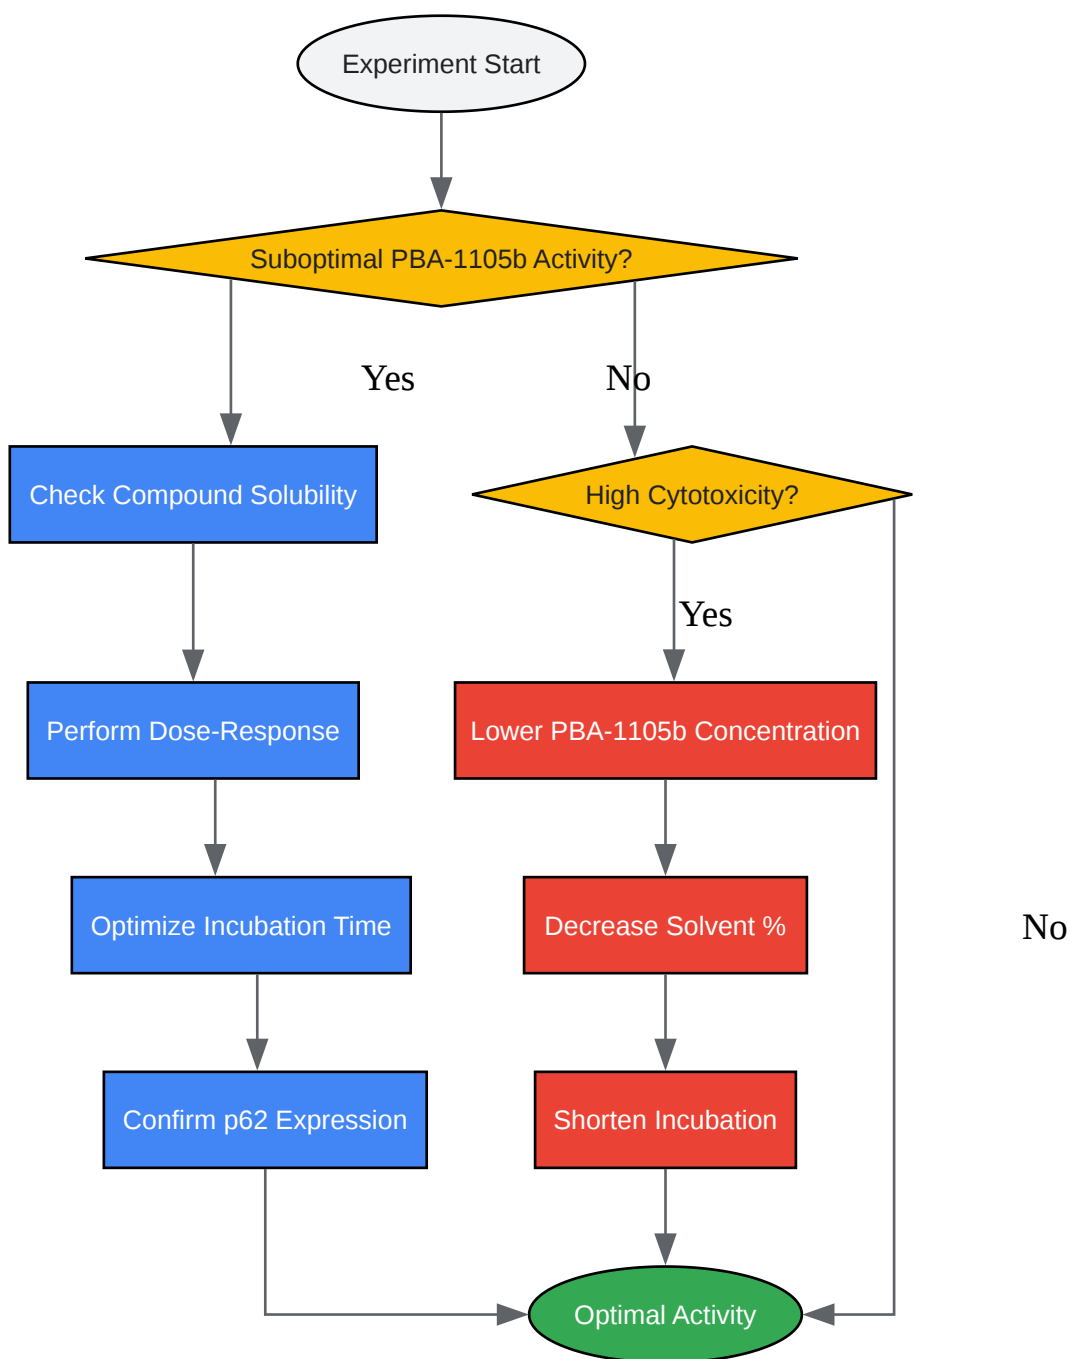 Experiment Start
Suboptimal PBA-1105b Activity?
Yes
No
Check Compound Solubility
High Cytotoxicity?
Yes
Perform Dose-Response
Lower PBA-1105b Concentration
Optimize Incubation Time
Decrease Solvent %
No
Confirm p62 Expression
Shorten Incubation
Optimal Activity